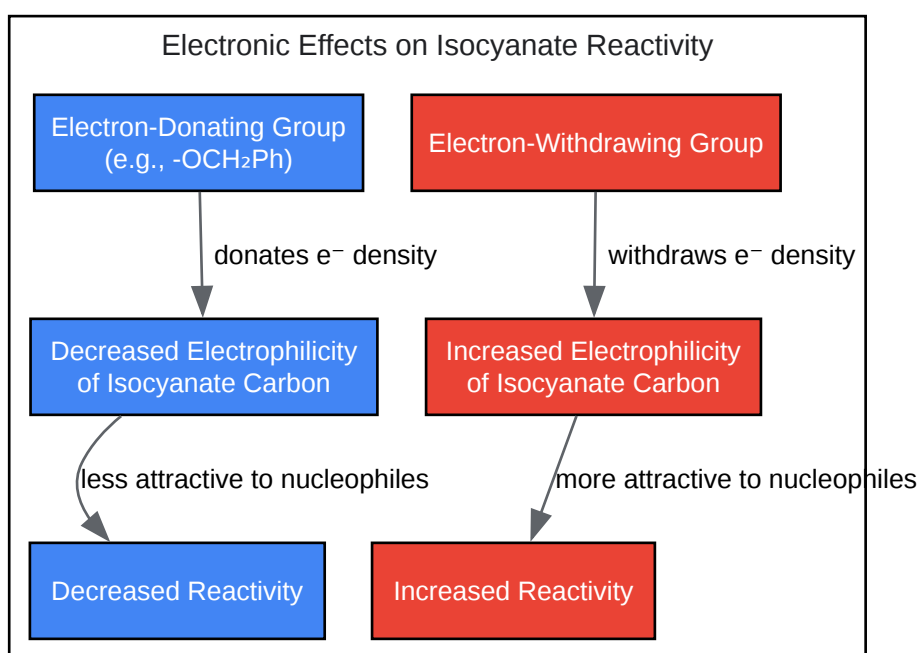 Electronic Effects on Isocyanate Reactivity
Electron-Donating Group
(e.g., -OCH₂Ph)
Electron-Withdrawing Group
donates e⁻ density
withdraws e⁻ density
Decreased Electrophilicity
of Isocyanate Carbon
Increased Electrophilicity
of Isocyanate Carbon
less attractive to nucleophiles
more attractive to nucleophiles
Decreased Reactivity
Increased Reactivity